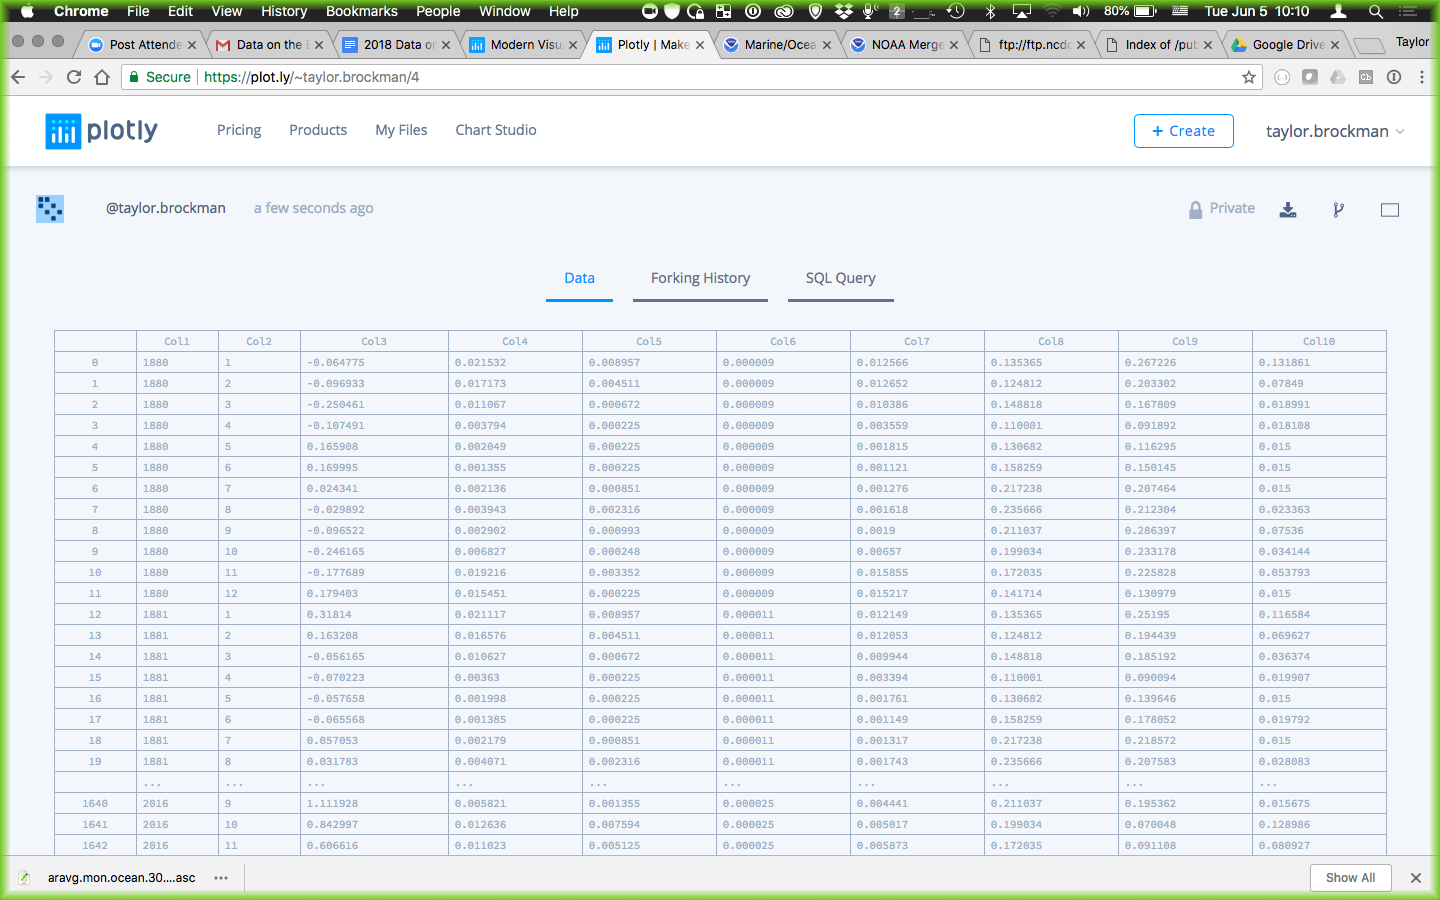 Chrome File Edit View History Bookmarks People Window Help 2 80% Tue Jun 5 10:10
Post Attende Data on the E 2018 Data or Modern Visu Plotly | Make Marine/Ocea NOAA Merge ftp://ftp.ncdc Index of /pub Google Drive Taylor
Secure https://plot.ly/~taylor.brockman/4
plotly Pricing Products My Files Chart Studio + Create taylor.brockman
@taylor.brockman a few seconds ago Private
Data Forking History SQL Query
Col1 Col2 Col3 Col4 Col5 Col6 Col7 Col8 Col9 Col10
0 1880 1 -0.064775 0.021532 0.008957 0.000009 0.012566 0.135365 0.267226 0.131861
1 1880 2 -0.096933 0.017173 0.004511 0.000009 0.012652 0.124812 0.203302 0.07849
2 1880 3 -0.250461 0.011067 0.000672 0.000009 0.010386 0.148818 0.167809 0.018991
3 1880 4 -0.107491 0.003794 0.000225 0.000009 0.003559 0.110001 0.091892 0.018108
4 1880 5 0.165908 0.002049 0.000225 0.000009 0.001815 0.130682 0.116295 0.015
5 1880 6 0.169995 0.001355 0.000225 0.000009 0.001121 0.158259 0.150145 0.015
6 1880 7 0.024341 0.002136 0.000851 0.000009 0.001276 0.217238 0.207464 0.015
7 1880 8 -0.029892 0.003943 0.002316 0.000009 0.001618 0.235666 0.212304 0.023363
8 1880 9 -0.096522 0.002902 0.000993 0.000009 0.0019 0.211037 0.286397 0.07536
9 1880 10 -0.246165 0.006827 0.000248 0.000009 0.00657 0.199034 0.233178 0.034144
10 1880 11 -0.177689 0.019216 0.003352 0.000009 0.015855 0.172035 0.225828 0.053793
11 1880 12 0.179403 0.015451 0.000225 0.000009 0.015217 0.141714 0.130979 0.015
12 1881 1 0.31814 0.021117 0.008957 0.000011 0.012149 0.135365 0.25195 0.116584
13 1881 2 0.163208 0.016576 0.004511 0.000011 0.012053 0.124812 0.194439 0.069627
14 1881 3 -0.056165 0.010627 0.000672 0.000011 0.009944 0.148818 0.185192 0.036374
15 1881 4 -0.070223 0.00363 0.000225 0.000011 0.003394 0.110001 0.090094 0.019907
16 1881 5 -0.057658 0.001998 0.000225 0.000011 0.001761 0.130682 0.139646 0.015
17 1881 6 -0.065568 0.001385 0.000225 0.000011 0.001149 0.158259 0.178052 0.019792
18 1881 7 0.057053 0.002179 0.000851 0.000011 0.001317 0.217238 0.218572 0.015
19 1881 8 0.031783 0.004071 0.002316 0.000011 0.001743 0.235666 0.207583 0.028083
... ... ... ... ... ... ... ... ... ...
1640 2016 9 1.111928 0.005821 0.001355 0.000025 0.004441 0.211037 0.195362 0.015675
1641 2016 10 0.842997 0.012636 0.007594 0.000025 0.005017 0.199034 0.070048 0.128986
1642 2016 11 0.606616 0.011023 0.005125 0.000025 0.005873 0.172035 0.091108 0.080927
aravg.mon.ocean.30....asc ... Show All